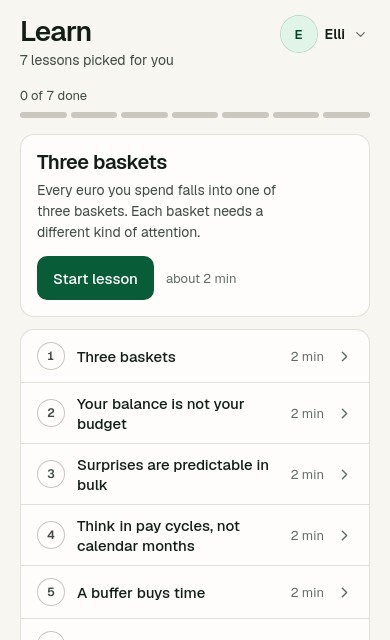 Learn
E Elli
7 lessons picked for you
0 of 7 done
Three baskets
Every euro you spend falls into one of
three baskets. Each basket needs a
different kind of attention.
Start lesson about 2 min
1 Three baskets 2 min
2 Your balance is not your
budget 2 min
3 Surprises are predictable in
bulk 2 min
4 Think in pay cycles, not
calendar months 2 min
5 A buffer buys time 2 min